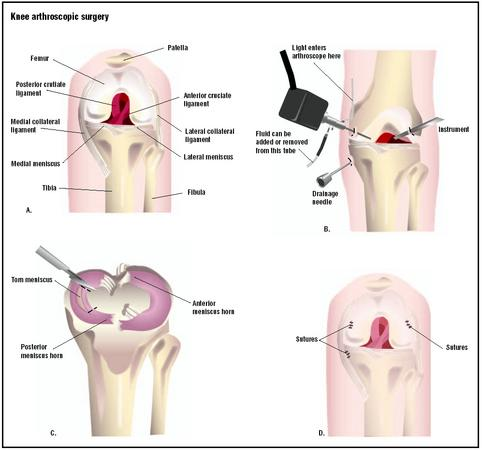 Knee arthroscopic surgery
Patella
Femur
Posterior crutiate
ligament
Anterior cruciate
ligament
Medial collateral
ligament
Lateral collateral
ligament
Medial meniscus
Lateral meniscus
Tibia
Fibula
A.
Light enters
arthroscope here
Instrument
Fluid can be
added or removed
from this tube
Drainage
needle
B.
Torn meniscus
Anterior
meniscus horn
Posterior
meniscus horn
C.
Sutures
Sutures
D.